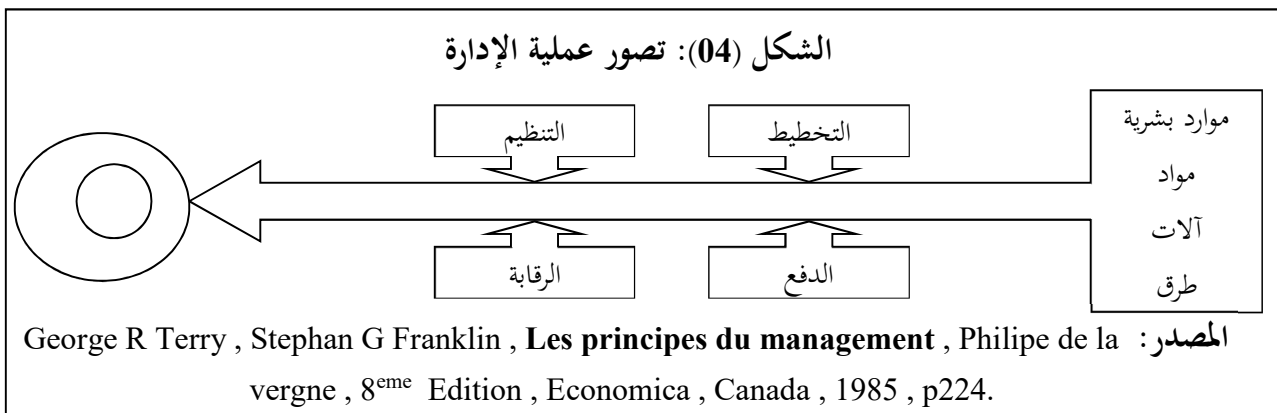 الشكل (04): تصور عملية الإدارة
موارد بشرية
مواد
آلات
طرق
التخطيط
التنظيم
الدفع
الرقابة
المصدر: George R Terry , Stephan G Franklin , Les principes du management , Philipe de la
vergne , 8eme Edition , Economica , Canada , 1985 , p224.